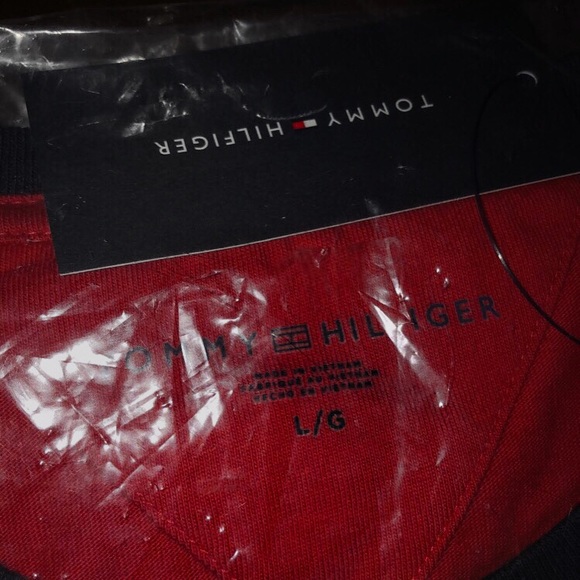 TOMMY HILFIGER
TOMMY HILFIGER
MADE IN VIETNAM
FABRIQUÉ AU VIETNAM
HECHO EN VIETNAM
L/G